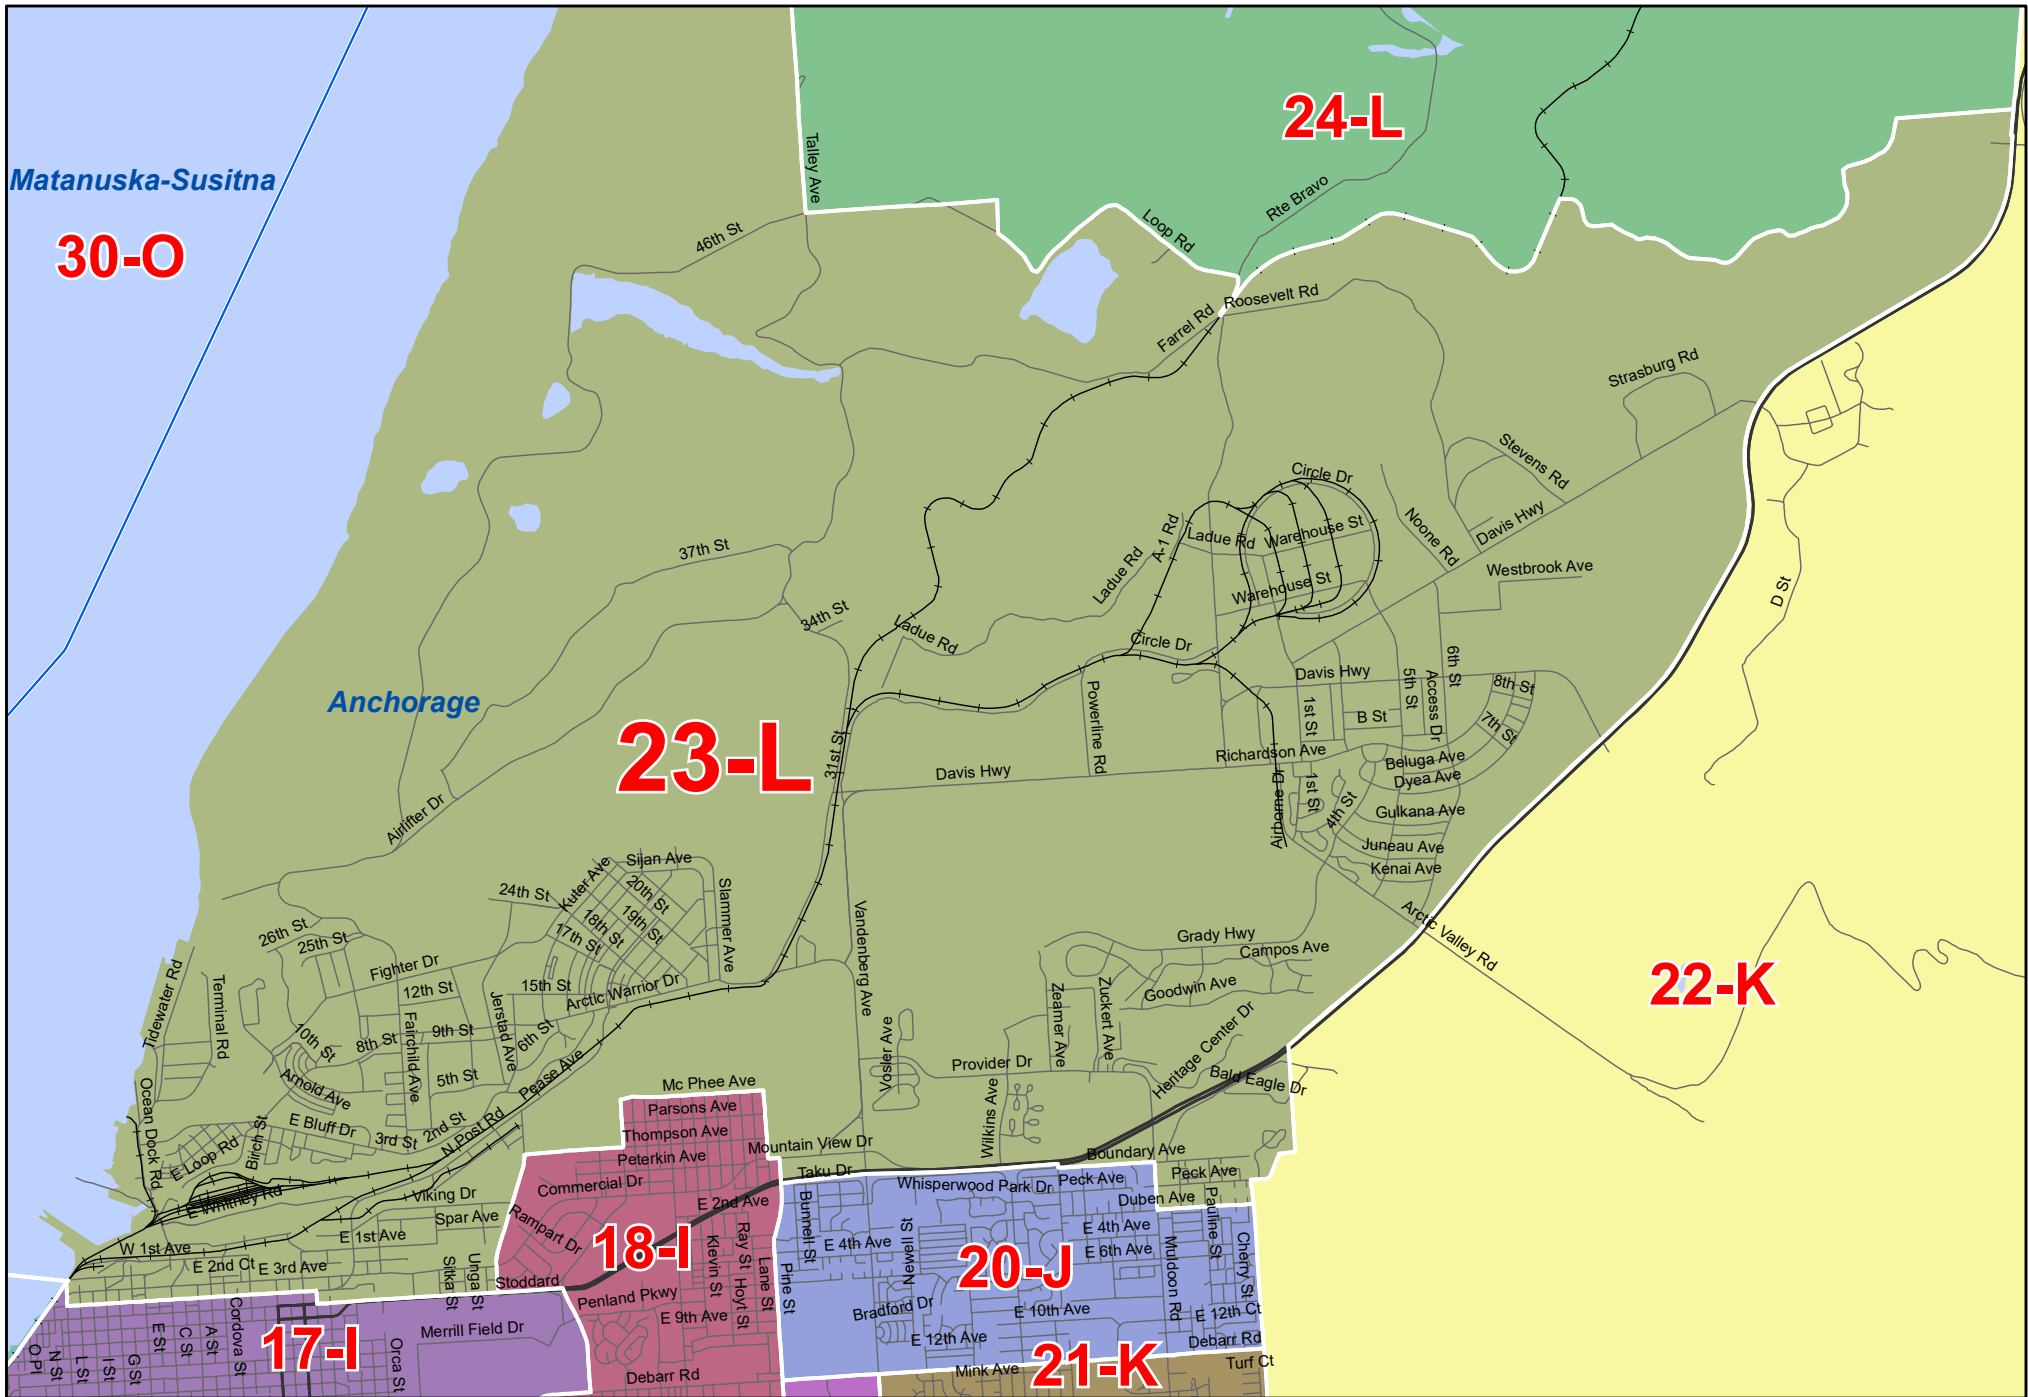 24-L
Matanuska-Susitna
30-O
Talley Ave
46th St
Loop Rd
Rte Bravo
Farrel Rd
Roosevelt Rd
Strasburg Rd
Stevens Rd
Circle Dr
Noone Rd
Davis Hwy
A-1 Rd
Ladue Rd
Warehouse St
37th St
Ladue Rd
Westbrook Ave
Warehouse St
D St
34th St
Ladue Rd
Circle Dr
Anchorage
23-L
Davis Hwy
5th St
Access Dr
6th St
8th St
7th St
1st St
B St
Powerline Rd
31st St
Davis Hwy
Richardson Ave
Beluga Ave
Dyea Ave
Airborne Dr
1st St
4th St
Gulkana Ave
Juneau Ave
Kenai Ave
Airlifter Dr
Sijan Ave
Kuter Ave
20th St
24th St
19th St
18th St
17th St
Slammer Ave
Vandenberg Ave
Arctic Valley Rd
22-K
26th St
25th St
Fighter Dr
12th St
15th St
Arctic Warrior Dr
Grady Hwy
Campos Ave
Goodwin Ave
Tidewater Rd
Terminal Rd
10th St
8th St
Fairchild Ave
9th St
Jerstad Ave
6th St
Zeamer Ave
Zuckert Ave
Heritage Center Dr
Provider Dr
Vosler Ave
Bald Eagle Dr
Arnold Ave
5th St
Pease Ave
Mc Phee Ave
Parsons Ave
Ocean Dock Rd
E Bluff Dr
3rd St
2nd St
N Post Rd
Thompson Ave
Mountain View Dr
Wilkins Ave
Boundary Ave
E Loop Rd
Birch St
Peterkin Ave
Taku Dr
Peck Ave
Whisperwood Park Dr
Peck Ave
Commercial Dr
E Whitney Rd
Viking Dr
E 2nd Ave
Duben Ave
Spar Ave
Rampart Dr
18-I
Bunnell St
E 4th Ave
Newell St
20-J
E 4th Ave
E 6th Ave
Pauline St
Muldoon Rd
Cherry St
W 1st Ave
E 1st Ave
E 2nd Ct
E 3rd Ave
Sitka St
Unga St
Stoddard
Klevin St
Ray St
Hoyt St
Lane St
Pine St
Penland Pkwy
E 9th Ave
Bradford Dr
E 10th Ave
E 12th Ct
E 12th Ave
Debarr Rd
O Pl
N St
L St
I St
G St
E St
C St
A St
Cordova St
17-I
Orca St
Merrill Field Dr
Debarr Rd
Mink Ave
21-K
Turf Ct